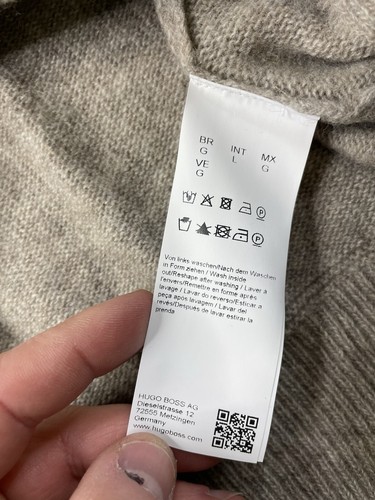 BR INT MX
G L G
VE
G
P
P
Von links waschen/Nach dem Waschen
in Form ziehen / Wash inside
out/Reshape after washing / Laver à
l'envers/Remettre en forme après
lavage / Lavar do reverso/Esticar a
peça após lavagem / Lavar del
revés/Después de lavar estirar la
prenda
HUGO BOSS AG
Dieselstrasse 12
72555 Metzingen
Germany
www.hugoboss.com